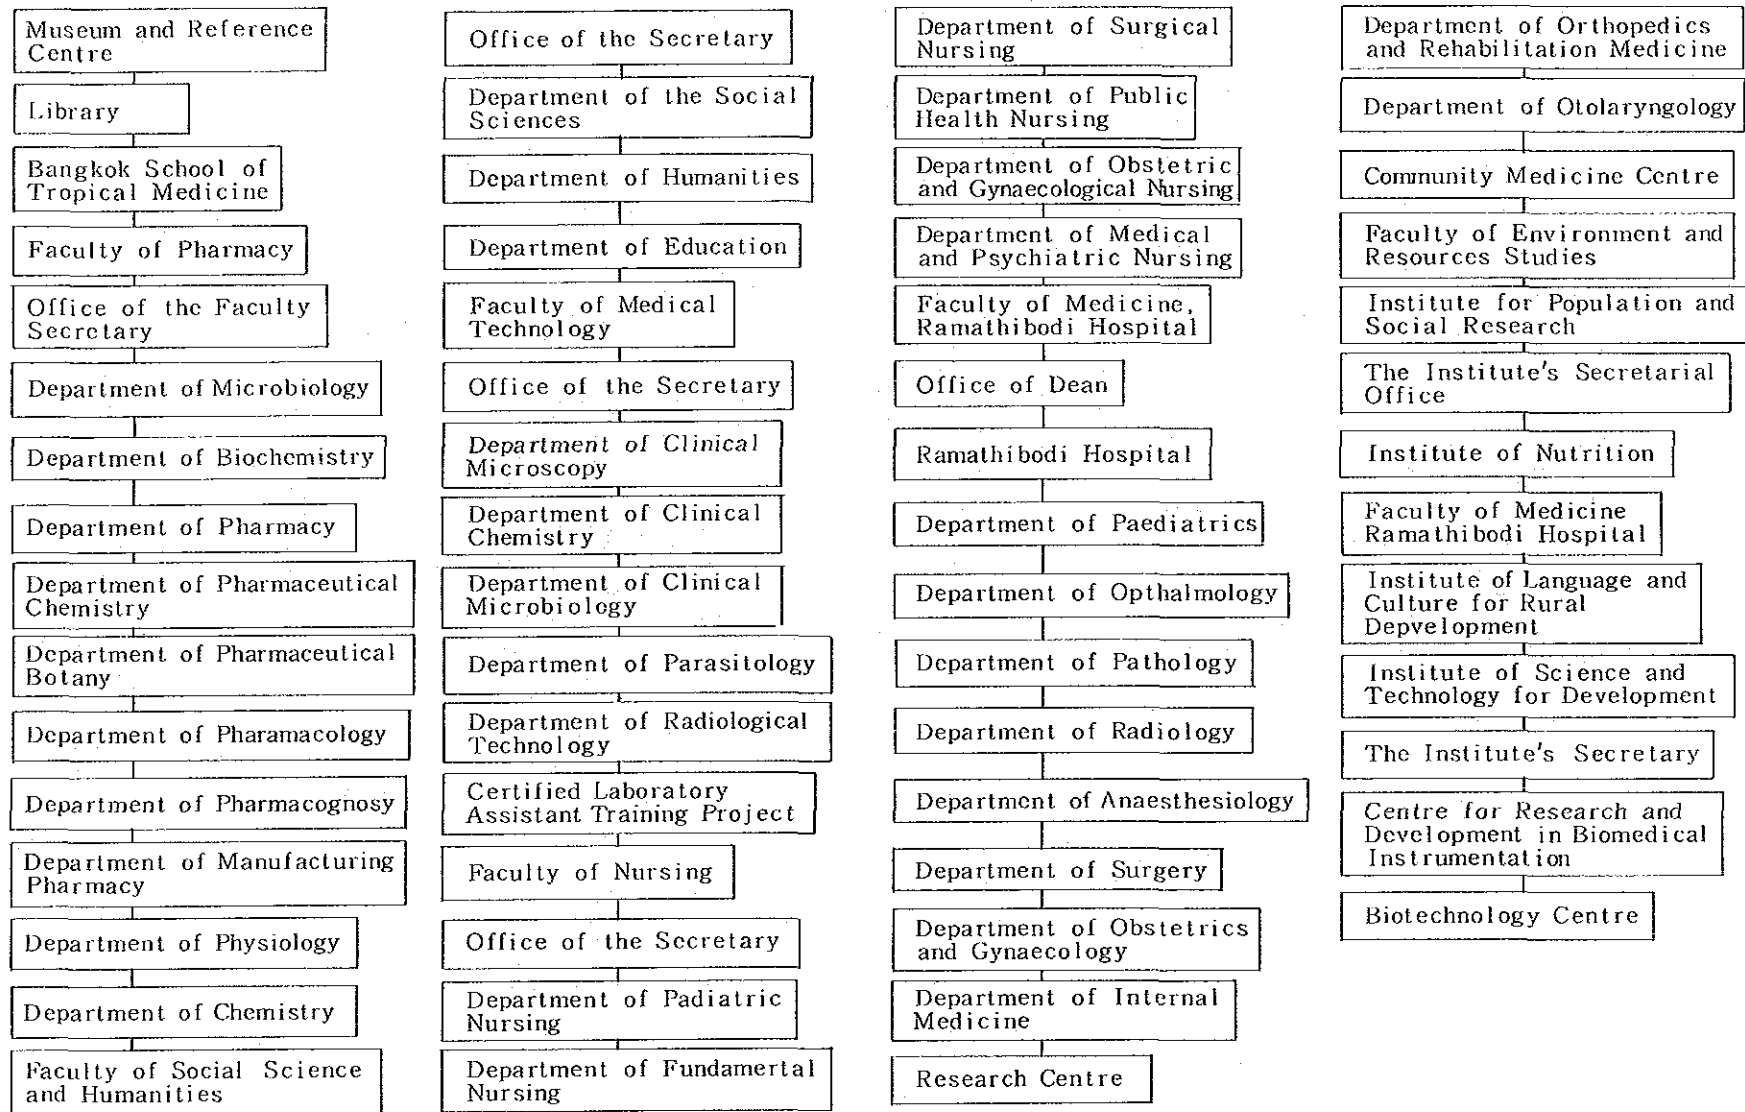 Museum and Reference
Centre
Library
Bangkok School of
Tropical Medicine
Faculty of Pharmacy
Office of the Faculty
Secretary
Department of Microbiology
Department of Biochemistry
Department of Pharmacy
Department of Pharmaceutical
Chemistry
Department of Pharmaceutical
Botany
Department of Pharamacology
Department of Pharmacognosy
Department of Manufacturing
Pharmacy
Department of Physiology
Department of Chemistry
Faculty of Social Science
and Humanities
Office of the Secretary
Department of the Social
Sciences
Department of Humanities
Department of Education
Faculty of Medical
Technology
Office of the Secretary
Department of Clinical
Microscopy
Department of Clinical
Chemistry
Department of Clinical
Microbiology
Department of Parasitology
Department of Radiological
Technology
Certified Laboratory
Assistant Training Project
Faculty of Nursing
Office of the Secretary
Department of Padiatric
Nursing
Department of Fundamertal
Nursing
Department of Surgical
Nursing
Department of Public
Health Nursing
Department of Obstetric
and Gynaecological Nursing
Department of Medical
and Psychiatric Nursing
Faculty of Medicine,
Ramathibodi Hospital
Office of Dean
Ramathibodi Hospital
Department of Paediatrics
Department of Opthalmology
Department of Pathology
Department of Radiology
Department of Anaesthesiology
Department of Surgery
Department of Obstetrics
and Gynaecology
Department of Internal
Medicine
Research Centre
Department of Orthopedics
and Rehabilitation Medicine
Department of Otolaryngology
Community Medicine Centre
Faculty of Environment and
Resources Studies
Institute for Population and
Social Research
The Institute's Secretarial
Office
Institute of Nutrition
Faculty of Medicine
Ramathibodi Hospital
Institute of Language and
Culture for Rural
Depvelopment
Institute of Science and
Technology for Development
The Institute's Secretary
Centre for Research and
Development in Biomedical
Instrumentation
Biotechnology Centre